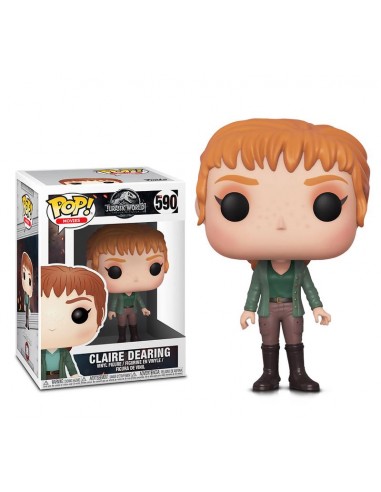 POP!
MOVIES
JURASSIC WORLD
590
CLAIRE DEARING
VINYL FIGURE / FIGURINE EN VINYLE /
FIGURA DE VINIL